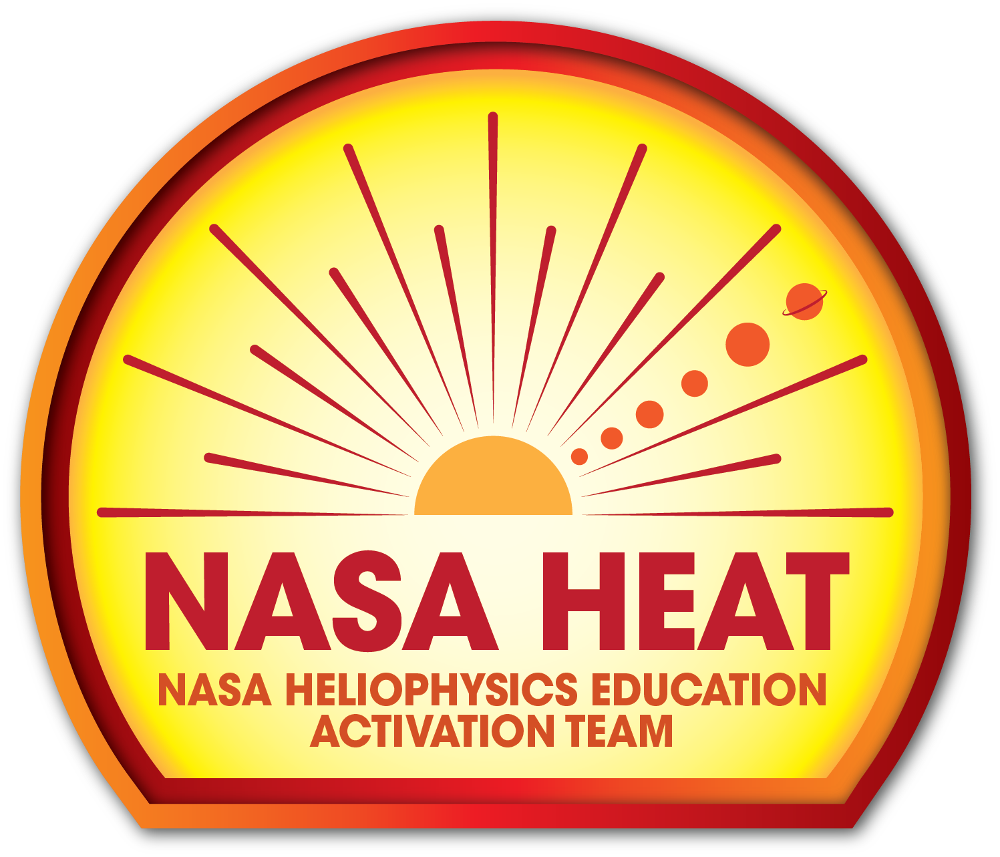 NASA HEAT
NASA HELIOPHYSICS EDUCATION
ACTIVATION TEAM